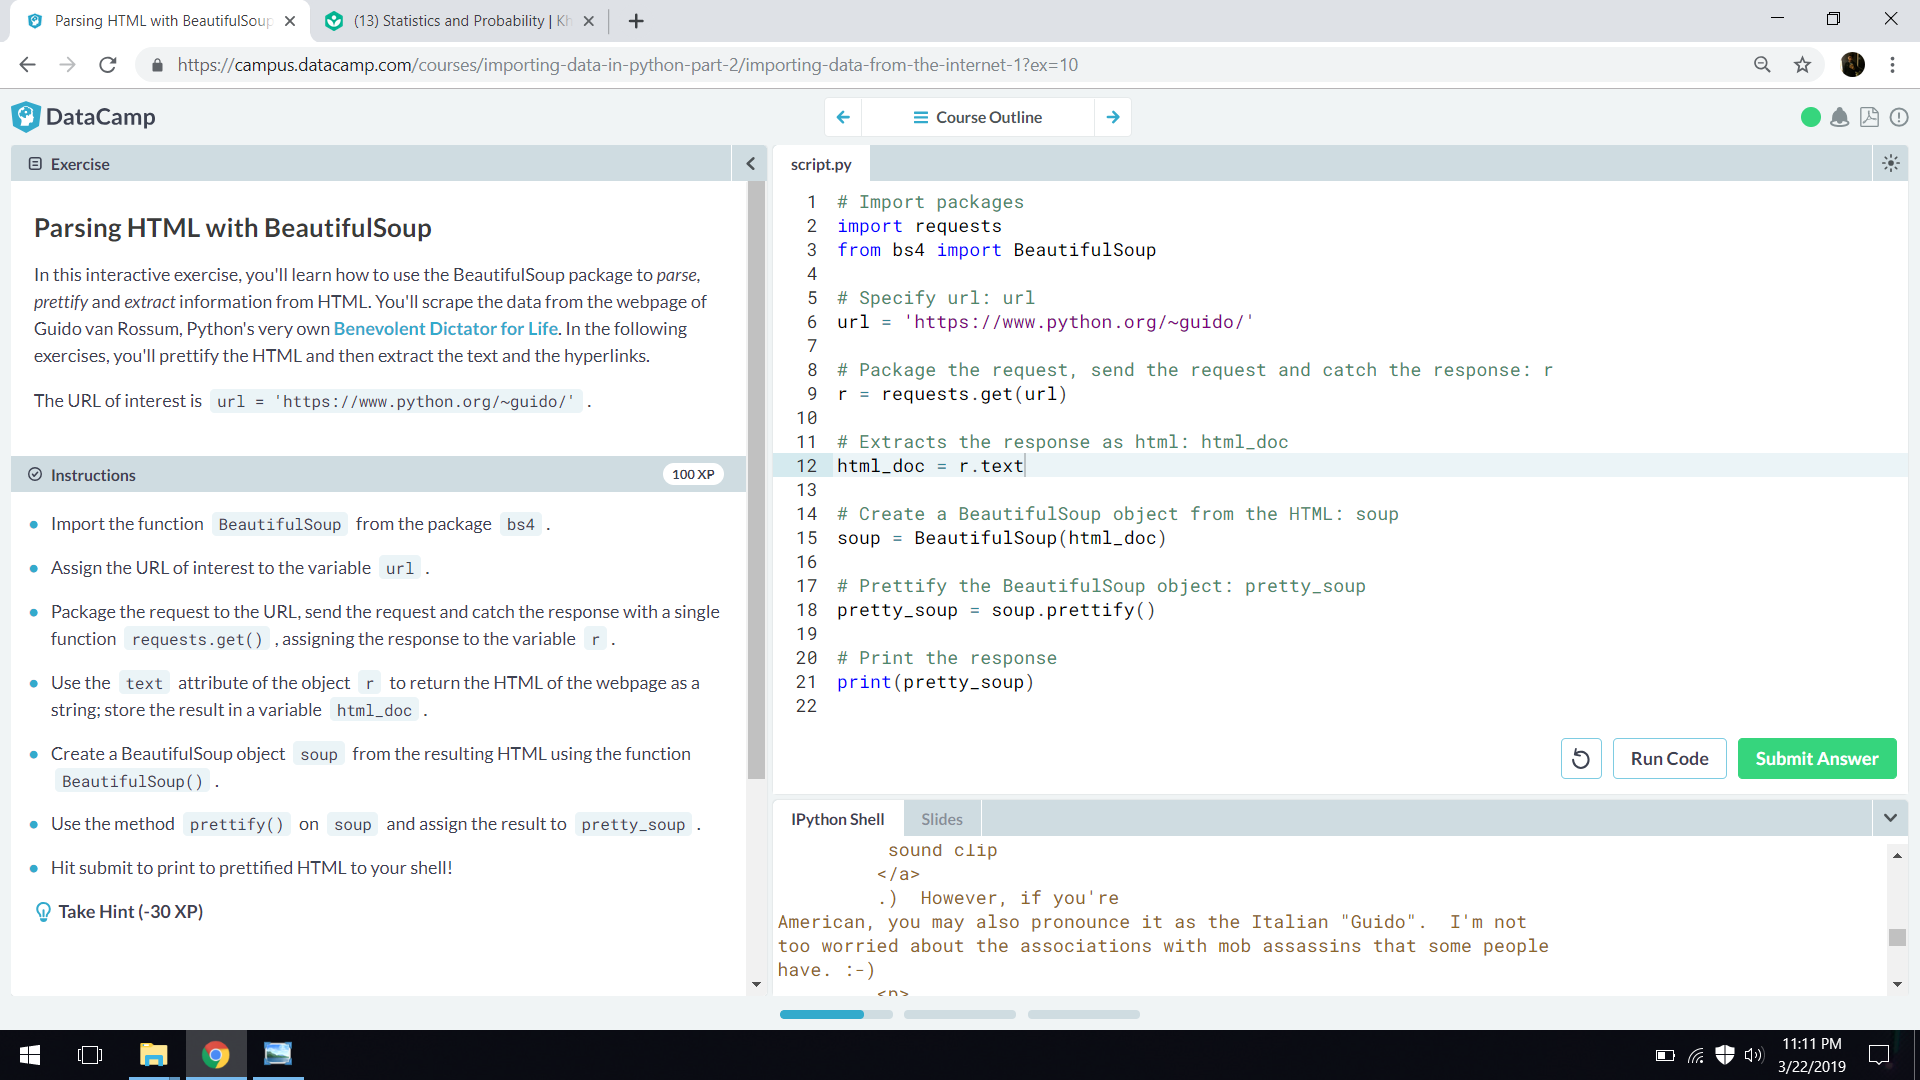 Parsing HTML with BeautifulSoup
(13) Statistics and Probability | Kh
https://campus.datacamp.com/courses/importing-data-in-python-part-2/importing-data-from-the-internet-1?ex=10
DataCamp
Course Outline
Exercise
Parsing HTML with BeautifulSoup
In this interactive exercise, you'll learn how to use the BeautifulSoup package to parse,
prettify and extract information from HTML. You'll scrape the data from the webpage of
Guido van Rossum, Python's very own Benevolent Dictator for Life. In the following
exercises, you'll prettify the HTML and then extract the text and the hyperlinks.
The URL of interest is url = 'https://www.python.org/~guido/' .
Instructions
100 XP
Import the function BeautifulSoup from the package bs4 .
Assign the URL of interest to the variable url .
Package the request to the URL, send the request and catch the response with a single
function requests.get() , assigning the response to the variable r .
Use the text attribute of the object r to return the HTML of the webpage as a
string; store the result in a variable html_doc .
Create a BeautifulSoup object soup from the resulting HTML using the function
BeautifulSoup() .
Use the method prettify() on soup and assign the result to pretty_soup .
Hit submit to print to prettified HTML to your shell!
Take Hint (-30 XP)
script.py
1 # Import packages
2 import requests
3 from bs4 import BeautifulSoup
4
5 # Specify url: url
6 url = 'https://www.python.org/~guido/'
7
8 # Package the request, send the request and catch the response: r
9 r = requests.get(url)
10
11 # Extracts the response as html: html_doc
12 html_doc = r.text
13
14 # Create a BeautifulSoup object from the HTML: soup
15 soup = BeautifulSoup(html_doc)
16
17 # Prettify the BeautifulSoup object: pretty_soup
18 pretty_soup = soup.prettify()
19
20 # Print the response
21 print(pretty_soup)
22
Run Code
Submit Answer
IPython Shell
Slides
sound clip
</a>
.)  However, if you're
American, you may also pronounce it as the Italian "Guido".  I'm not
too worried about the associations with mob assassins that some people
have. :-)
<p>
11:11 PM
3/22/2019